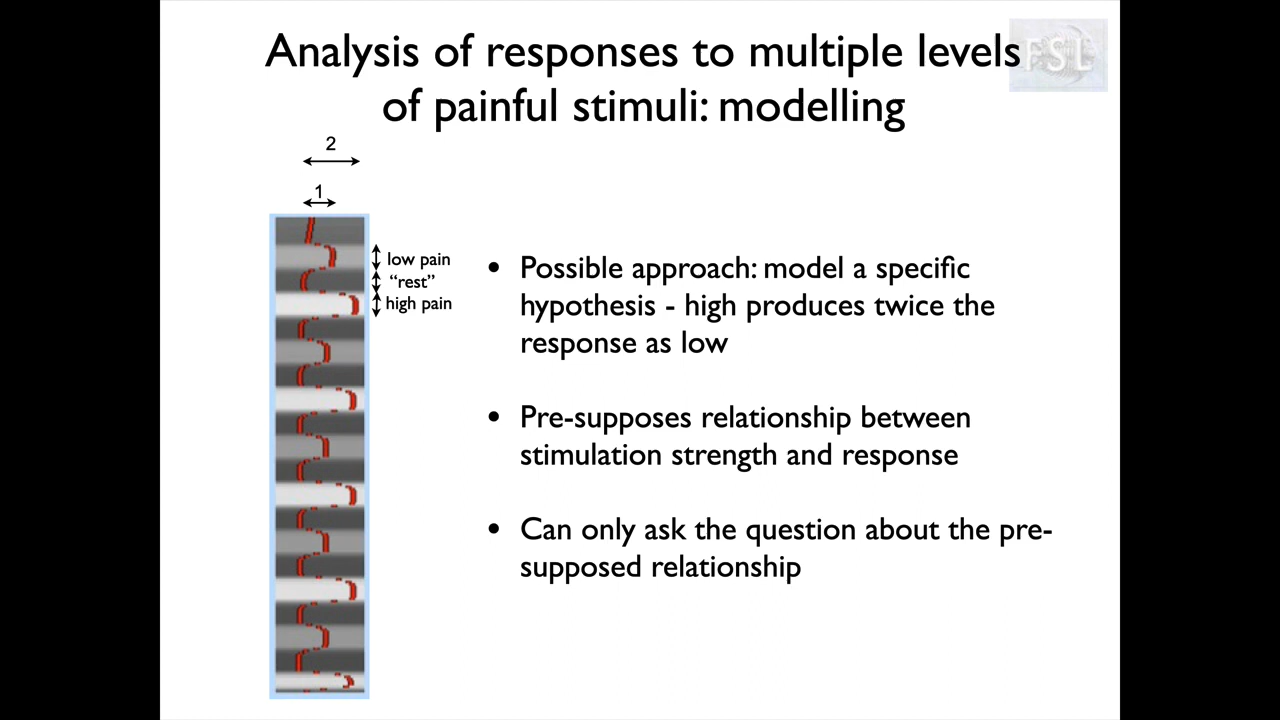 Analysis of responses to multiple levels
of painful stimuli: modelling
FSL
2
1
low pain
“rest”
high pain
• Possible approach: model a specific
hypothesis - high produces twice the
response as low
• Pre-supposes relationship between
stimulation strength and response
• Can only ask the question about the pre-
supposed relationship